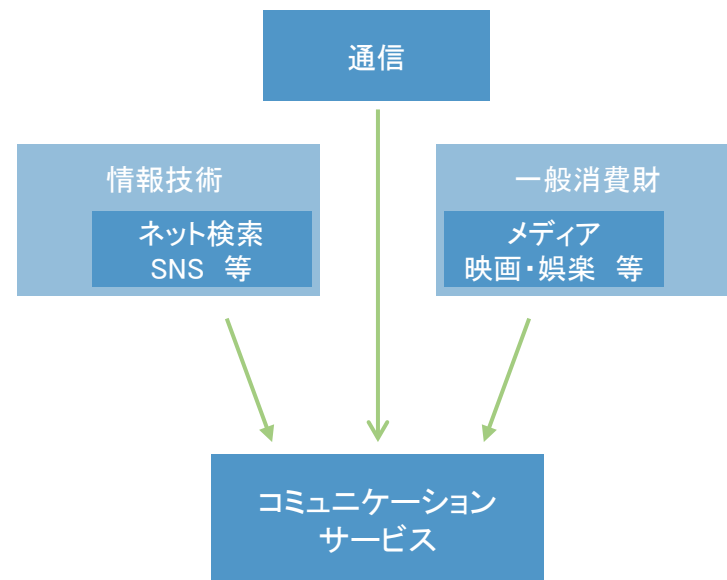 通信
情報技術
ネット検索
SNS 等
一般消費財
メディア
映画・娯楽 等
コミュニケーション
サービス